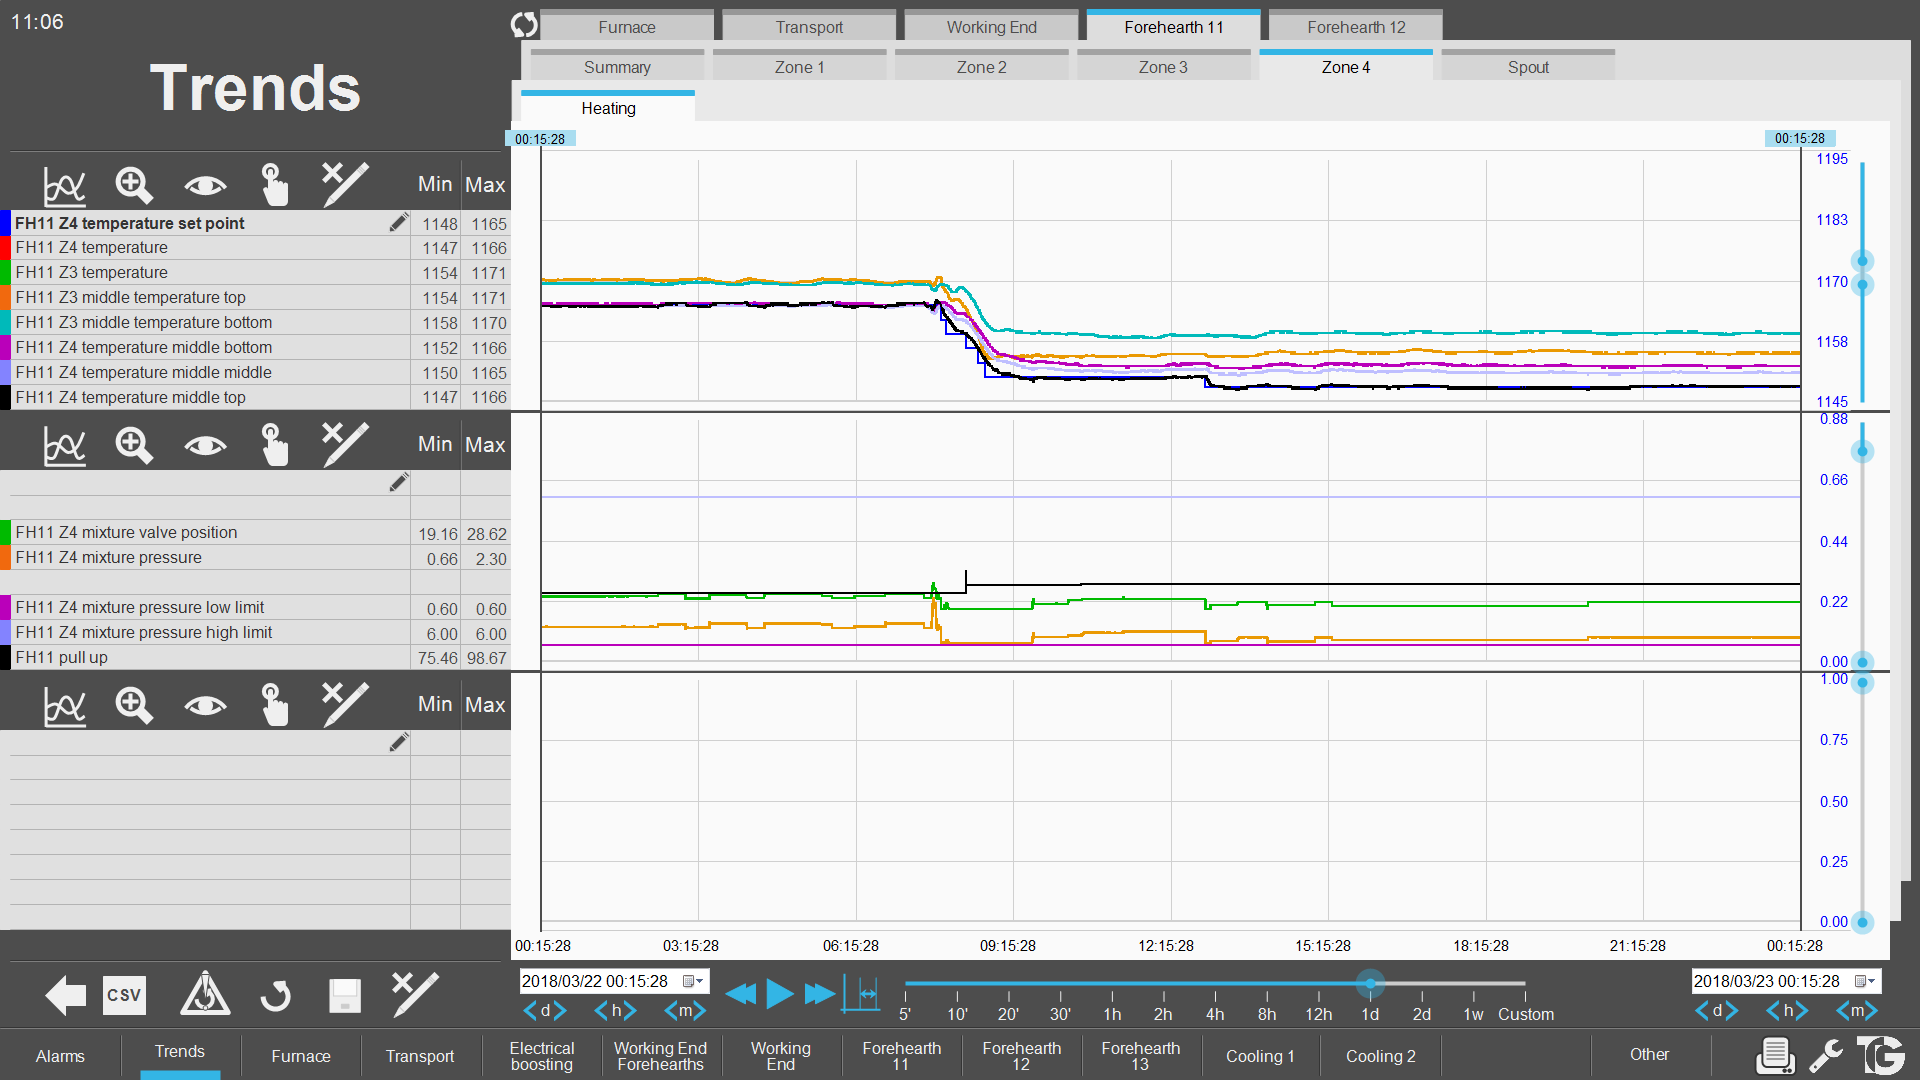 11:06
Trends
Furnace
Transport
Working End
Forehearth 11
Forehearth 12
Summary
Zone 1
Zone 2
Zone 3
Zone 4
Spout
Heating
00:15:28
00:15:28
Min Max
FH11 Z4 temperature set point 1148 1165
FH11 Z4 temperature 1147 1166
FH11 Z3 temperature 1154 1171
FH11 Z3 middle temperature top 1154 1171
FH11 Z3 middle temperature bottom 1158 1170
FH11 Z4 temperature middle bottom 1152 1166
FH11 Z4 temperature middle middle 1150 1165
FH11 Z4 temperature middle top 1147 1166
1195
1183
1170
1158
1145
Min Max
FH11 Z4 mixture valve position 19.16 28.62
FH11 Z4 mixture pressure 0.66 2.30
FH11 Z4 mixture pressure low limit 0.60 0.60
FH11 Z4 mixture pressure high limit 6.00 6.00
FH11 pull up 75.46 98.67
0.88
0.66
0.44
0.22
0.00
Min Max
1.00
0.75
0.50
0.25
0.00
00:15:28 03:15:28 06:15:28 09:15:28 12:15:28 15:15:28 18:15:28 21:15:28 00:15:28
CSV
2018/03/22 00:15:28
d h m
5' 10' 20' 30' 1h 2h 4h 8h 12h 1d 2d 1w Custom
2018/03/23 00:15:28
d h m
Alarms
Trends
Furnace
Transport
Electrical
boosting
Working End
Forehearths
Working
End
Forehearth
11
Forehearth
12
Forehearth
13
Cooling 1
Cooling 2
Other
TG